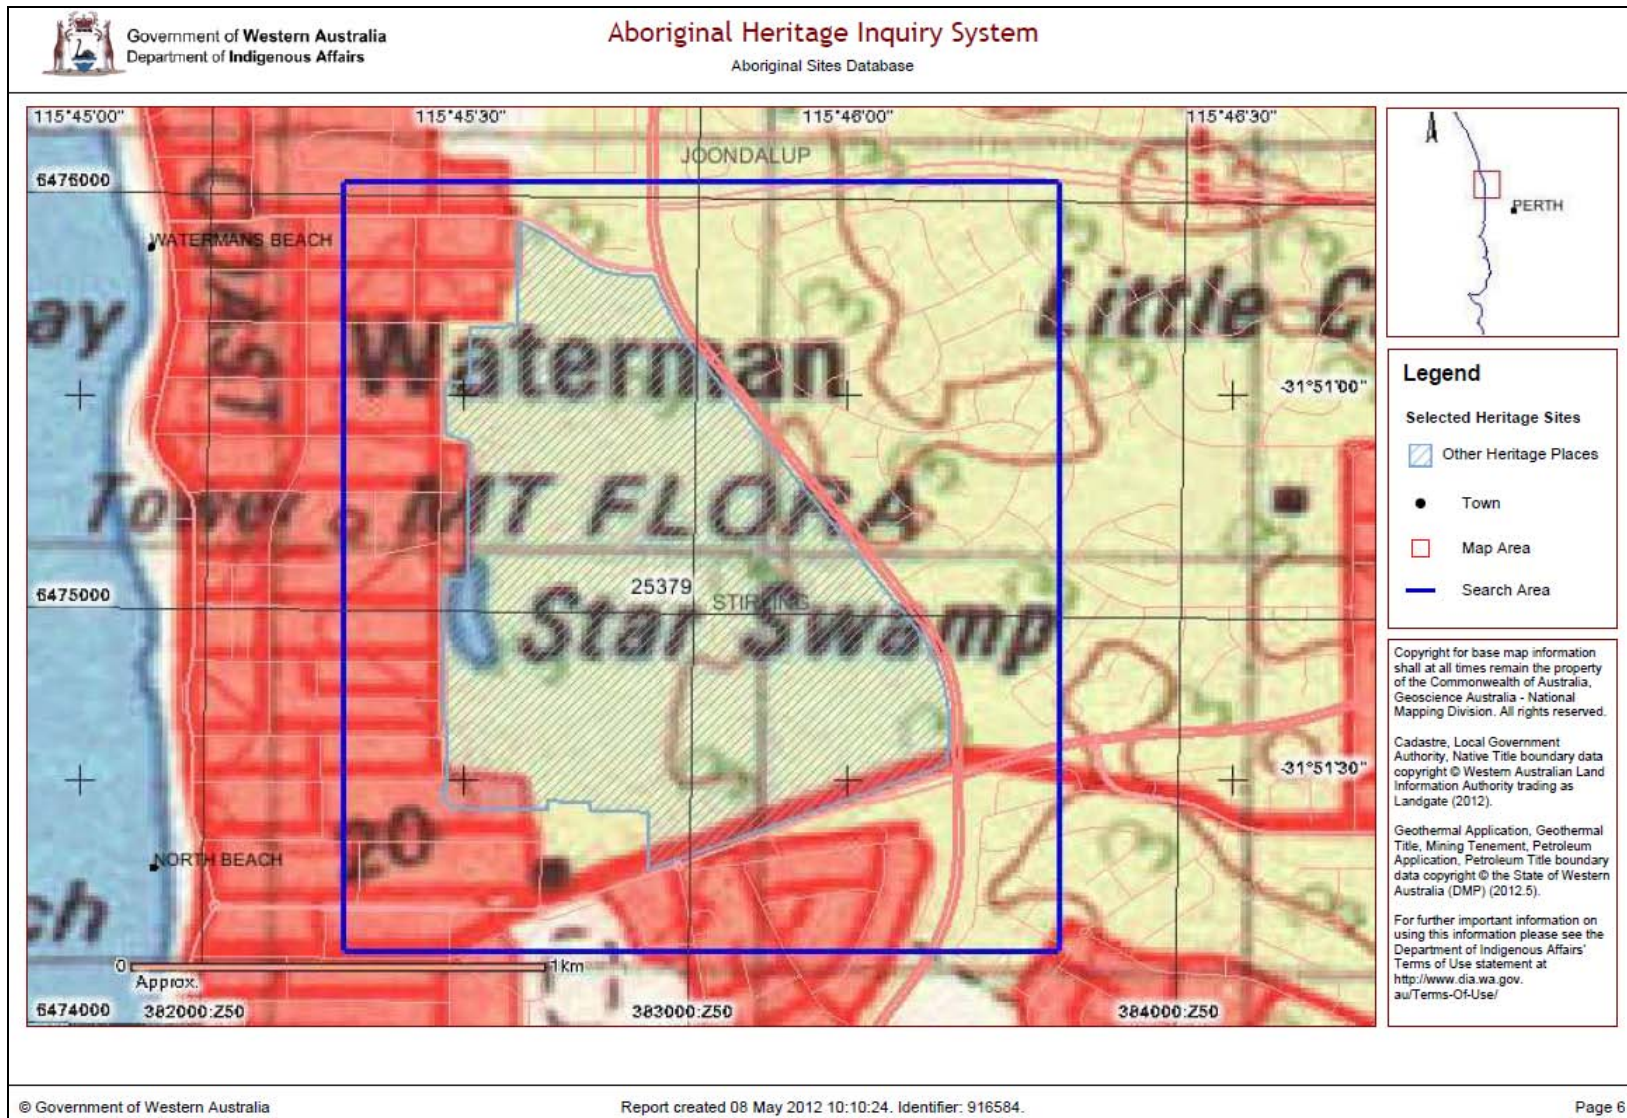 Government of Western Australia
Department of Indigenous Affairs
Aboriginal Heritage Inquiry System
Aboriginal Sites Database
115°45'00"
115°45'30"
115°46'00"
115°46'30"
JOONDALUP
6476000
WATERMANS BEACH
COAST
ay
Little G
Waterman
-31°51'00"
Tower
MT FLORA
25379
STIRLING
6475000
Star Swamp
-31°51'30"
20
NORTH BEACH
ch
0
1km
Approx.
6474000
382000:Z50
383000:Z50
384000:Z50
PERTH
Legend
Selected Heritage Sites
Other Heritage Places
Town
Map Area
Search Area
Copyright for base map information
shall at all times remain the property
of the Commonwealth of Australia,
Geoscience Australia - National
Mapping Division. All rights reserved.
Cadastre, Local Government
Authority, Native Title boundary data
copyright © Western Australian Land
Information Authority trading as
Landgate (2012).
Geothermal Application, Geothermal
Title, Mining Tenement, Petroleum
Application, Petroleum Title boundary
data copyright © the State of Western
Australia (DMP) (2012.5).
For further important information on
using this information please see the
Department of Indigenous Affairs'
Terms of Use statement at
http://www.dia.wa.gov.
au/Terms-Of-Use/
© Government of Western Australia
Report created 08 May 2012 10:10:24. Identifier: 916584.
Page 6